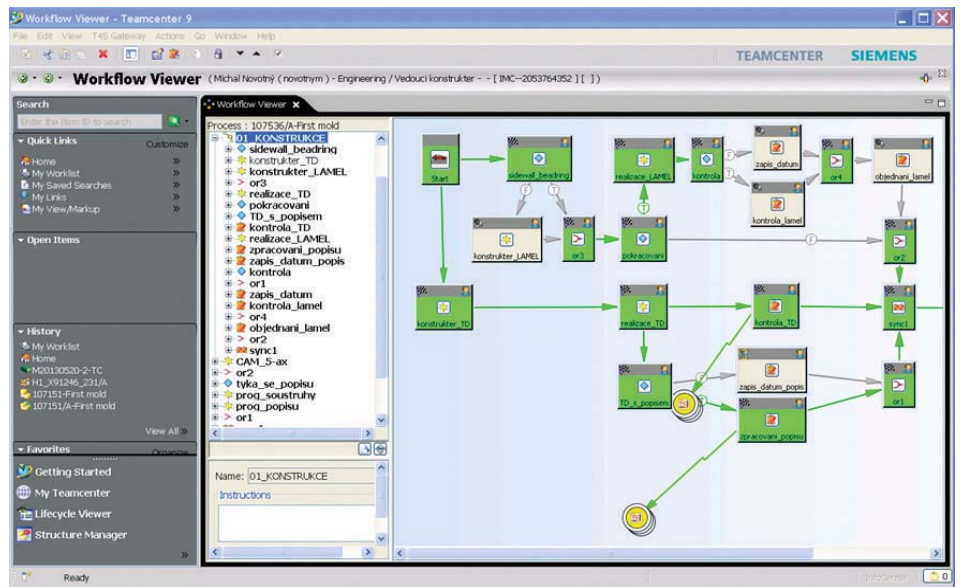 Workflow Viewer - Teamcenter 9
File Edit View T4S Gateway Actions Go Window Help
TEAMCENTER SIEMENS
Workflow Viewer ( Michal Novotný ( novotnym ) - Engineering / Vedoucí konstrukter - - [ IMC--2053764352 ] [ ] )
Search
Enter the Item ID to search
Quick Links Customize
Home
My Worklist
My Saved Searches
My Links
My View/Markup
Open Items
History
My Worklist
Home
M20130520-2-TC
H1_X91246_231/A
107151-First mold
107151/A-First mold
View All
Favorites Organize
Getting Started
My Teamcenter
Lifecycle Viewer
Structure Manager
Workflow Viewer
Process : 107536/A-First mold
01_KONSTRUKCE
sidewall_beadring
konstrukter_TD
konstrukter_LAMEL
or3
realizace_TD
pokracovani
TD_s_popisem
kontrola_TD
realizace_LAMEL
zpracovani_popisu
zapis_datum_popis
kontrola
or1
zapis_datum
kontrola_lamel
or4
objednani_lamel
or2
sync1
CAM_5-ax
or2
tyka_se_popisu
prog_soustruhy
prog_popisu
or1
Name: 01_KONSTRUKCE
Instructions
Start
sidewall_beadring
realizace_LAMEL
kontrola
F
zapis_datum
or4
objednani_lamel
F
T
T
T
kontrola_lamel
konstrukter_LAMEL
or3
pokracovani
F
or2
konstrukter_TD
realizace_TD
kontrola_TD
sync1
TD_s_popisem
F
zapis_datum_popis
or1
T
zpracovani_popisu
Ready
InfoCenter
0